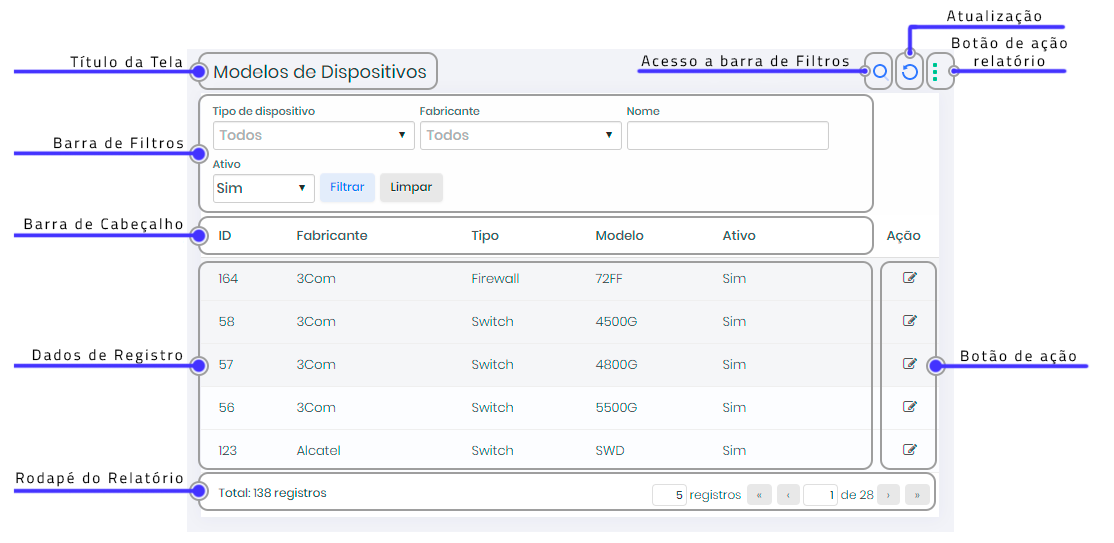 Atualização
Título da Tela
Modelos de Dispositivos
Acesso a barra de Filtros
Botão de ação
relatório
Barra de Filtros
Tipo de dispositivo Fabricante Nome
Todos Todos
Ativo
Sim Filtrar Limpar
Barra de Cabeçalho
ID Fabricante Tipo Modelo Ativo Ação
164 3Com Firewall 72FF Sim
58 3Com Switch 4500G Sim
Dados de Registro
57 3Com Switch 4800G Sim
Botão de ação
56 3Com Switch 5500G Sim
123 Alcatel Switch SWD Sim
Rodapé do Relatório
Total: 138 registros 5 registros « ‹ 1 de 28 › »